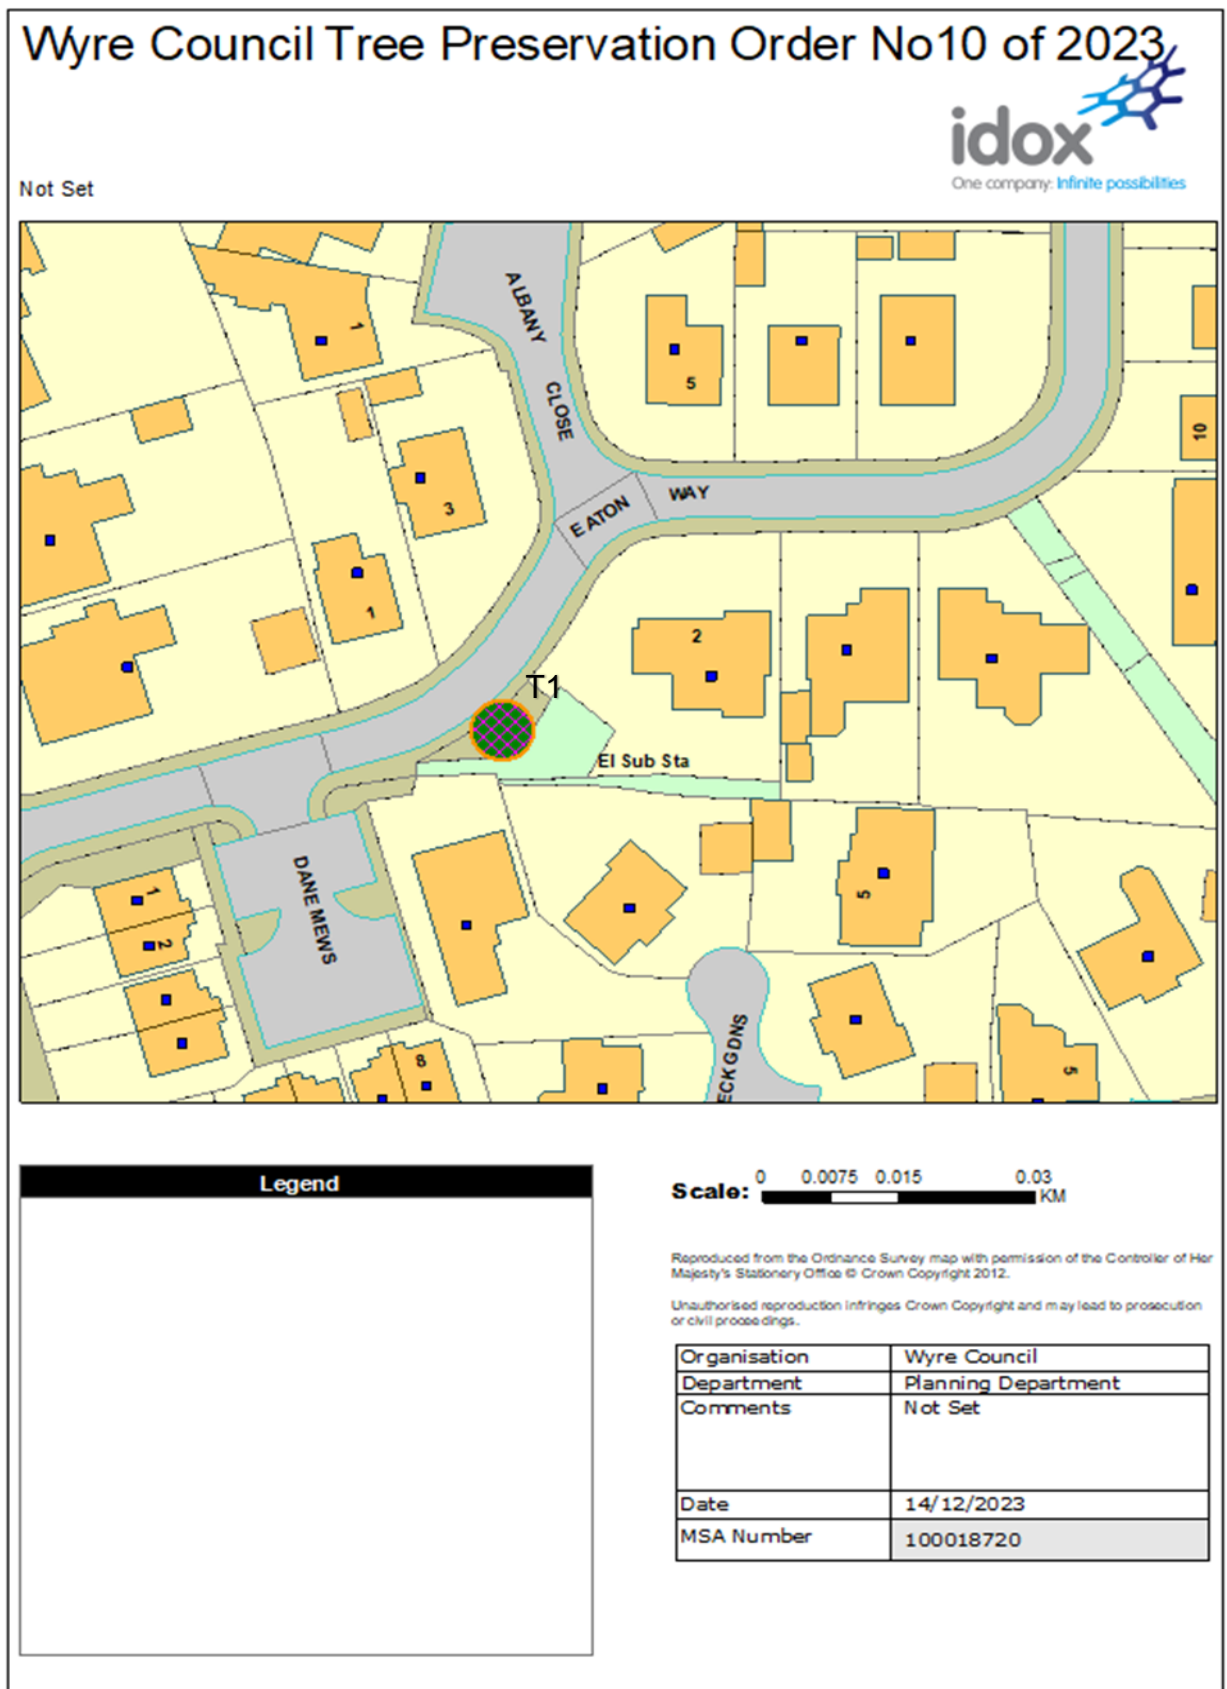 Wyre Council Tree Preservation Order No10 of 2023
idox
One company: Infinite possibilities
Not Set
ALBANY
CLOSE
1
5
10
3
EATON
WAY
1
2
T1
El Sub Sta
DANE MEWS
1
2
5
8
ECK GDNS
5
Legend
Scale:
0 0.0075 0.015 0.03
KM
Reproduced from the Ordnance Survey map with permission of the Controller of Her
Majesty's Stationery Office © Crown Copyright 2012.
Unauthorised reproduction infringes Crown Copyright and may lead to prosecution
or civil proceedings.
Organisation Wyre Council
Department Planning Department
Comments Not Set
Date 14/12/2023
MSA Number 100018720